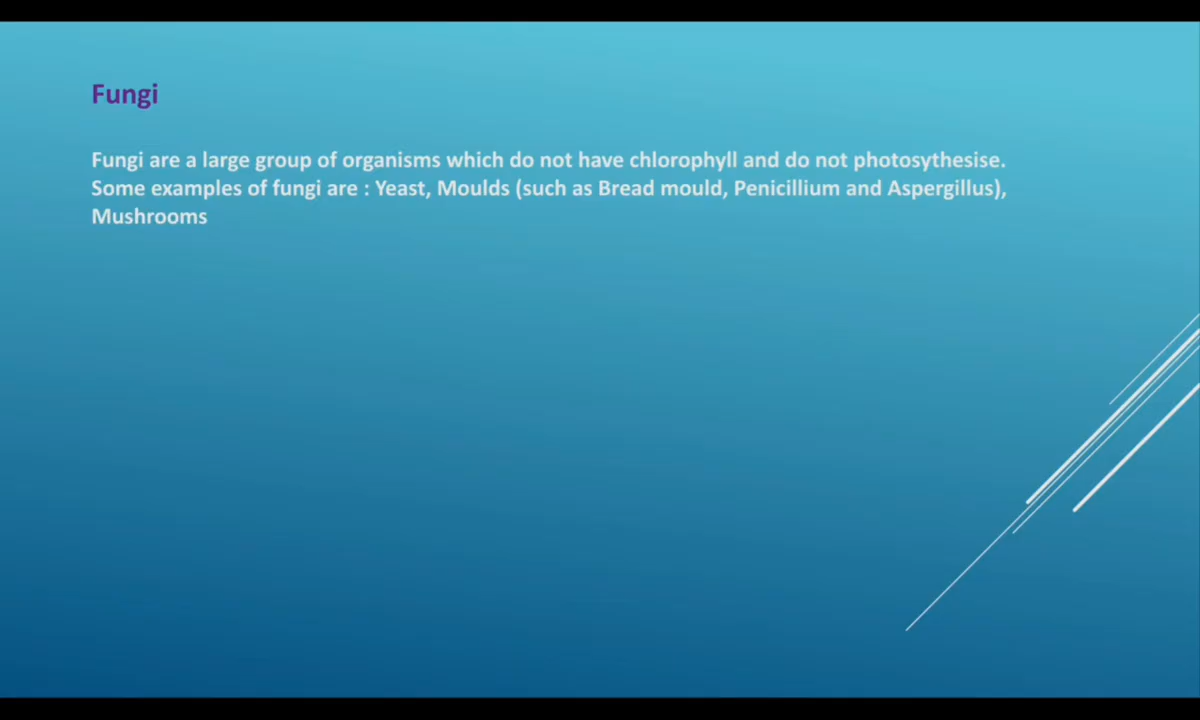 Fungi
Fungi are a large group of organisms which do not have chlorophyll and do not photosythesise.
Some examples of fungi are : Yeast, Moulds (such as Bread mould, Penicillium and Aspergillus),
Mushrooms